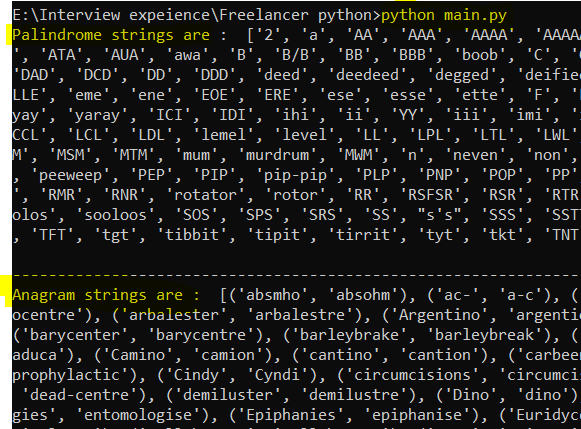 E:\Interview expeience\Freelancer python>python main.py
Palindrome strings are :  ['2', 'a', 'AA', 'AAA', 'AAAA', 'AAAAA
', 'ATA', 'AUA', 'awa', 'B', 'B/B', 'BB', 'BBB', 'boob', 'C', 'C
'DAD', 'DCD', 'DD', 'DDD', 'deed', 'deedeed', 'degged', 'deified
LLE', 'eme', 'ene', 'EOE', 'ERE', 'ese', 'esse', 'ette', 'F', 'F
yay', 'yaray', 'ICI', 'IDI', 'ihi', 'ii', 'YY', 'iii', 'imi', '
CCL', 'LCL', 'LDL', 'lemel', 'level', 'LL', 'LPL', 'LTL', 'LWL'
M', 'MSM', 'MTM', 'mum', 'murdrum', 'MWM', 'n', 'neven', 'non',
, 'peeweep', 'PEP', 'PIP', 'pip-pip', 'PLP', 'PNP', 'POP', 'PP'
', 'RMR', 'RNR', 'rotator', 'rotor', 'RR', 'RSFSR', 'RSR', 'RTR
olos', 'sooloos', 'SOS', 'SPS', 'SRS', 'SS', "s's", 'SSS', 'SST
, 'TFT', 'tgt', 'tibbit', 'tipit', 'tirrit', 'tyt', 'tkt', 'TNT
----------------------------------------------------------------
Anagram strings are :  [('absmho', 'absohm'), ('ac-', 'a-c'), (
ocentre'), ('arbalester', 'arbalestre'), ('Argentino', 'argentic
('barycenter', 'barycentre'), ('barleybrake', 'barleybreak'), (
aduca'), ('Camino', 'camion'), ('cantino', 'cantion'), ('carbeen
prophylactic'), ('Cindy', 'Cyndi'), ('circumcisions', 'circumcis
'dead-centre'), ('demiluster', 'demilustre'), ('Dino', 'dino')
gies', 'entomologise'), ('Epiphanies', 'epiphanise'), ('Euridyc